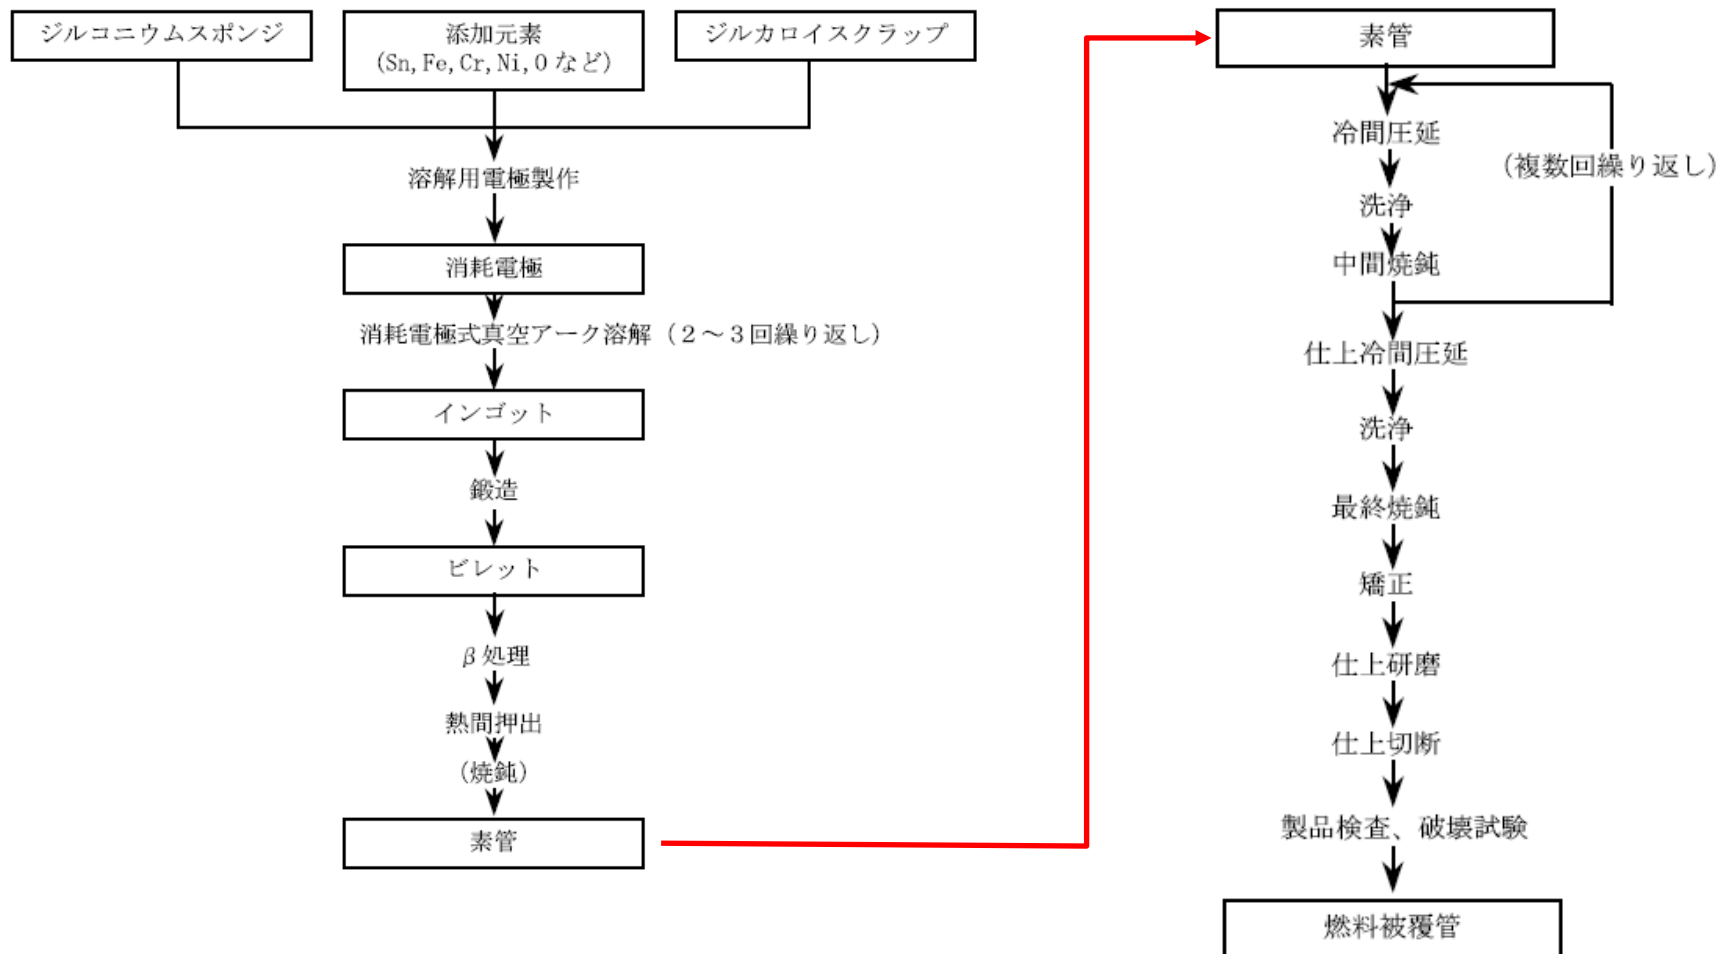 ジルコニウムスポンジ
添加元素
(Sn,Fe,Cr,Ni,O など)
ジルカロイスクラップ
溶解用電極製作
消耗電極
消耗電極式真空アーク溶解（２～３回繰り返し）
インゴット
鍛造
ビレット
β処理
熱間押出
（焼鈍）
素管
素管
冷間圧延
（複数回繰り返し）
洗浄
中間焼鈍
仕上冷間圧延
洗浄
最終焼鈍
矯正
仕上研磨
仕上切断
製品検査、破壊試験
燃料被覆管